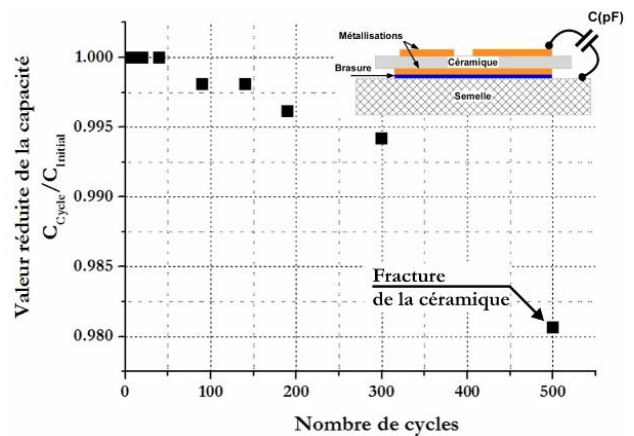 C(pF)
Métallisations
Céramique
Brasure
Semelle
Valeur réduite de la capacité
C_Cycle/C_Initial
1.000
0.995
0.990
0.985
0.980
Fracture
de la céramique
0
100
200
300
400
500
Nombre de cycles